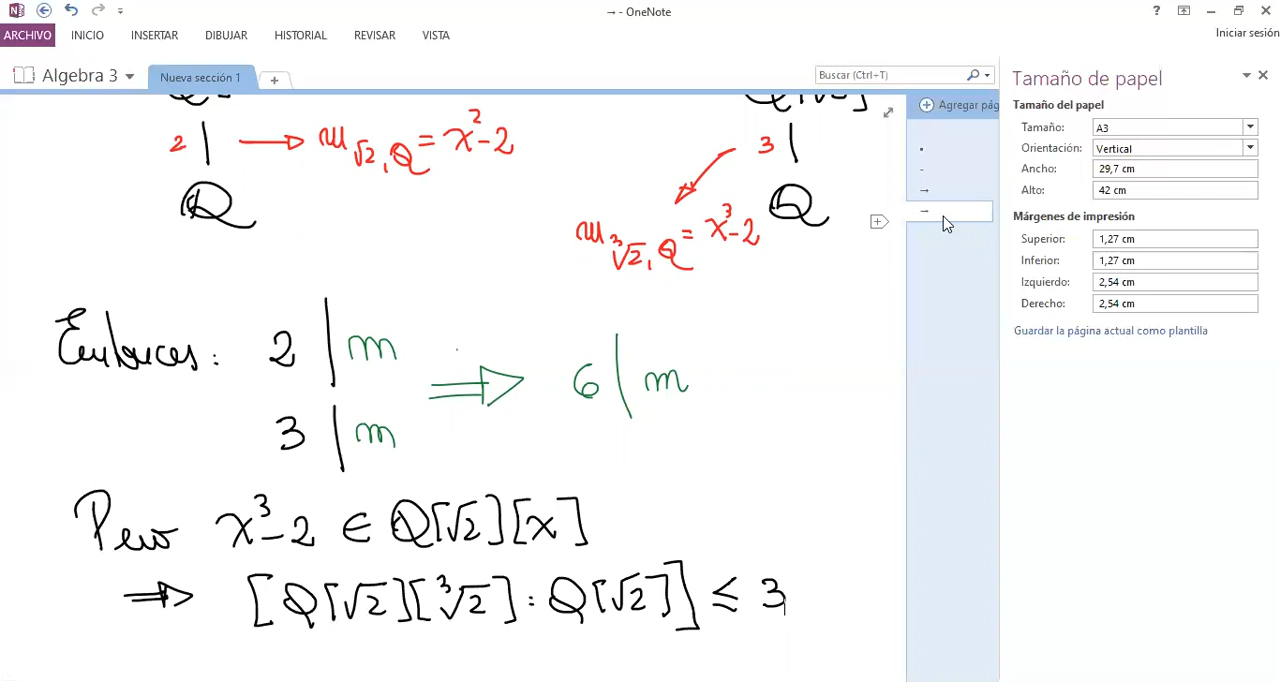 → - OneNote
?
ARCHIVO INICIO INSERTAR DIBUJAR HISTORIAL REVISAR VISTA
Iniciar sesión
Algebra 3
Nueva sección 1
Buscar (Ctrl+T)
2 | → m_{√2, Q} = x² - 2
Q
3 |
Q
m_{∛2, Q} = x³ - 2
Entonces: 2 | m
3 | m
⇒ 6 | m
Pero x³ - 2 ∈ Q[√2][x]
⇒ [Q[√2][∛2] : Q[√2]] ≤ 3
Agregar pág
→
→
Tamaño de papel
Tamaño del papel
Tamaño: A3
Orientación: Vertical
Ancho: 29,7 cm
Alto: 42 cm
Márgenes de impresión
Superior: 1,27 cm
Inferior: 1,27 cm
Izquierdo: 2,54 cm
Derecho: 2,54 cm
Guardar la página actual como plantilla